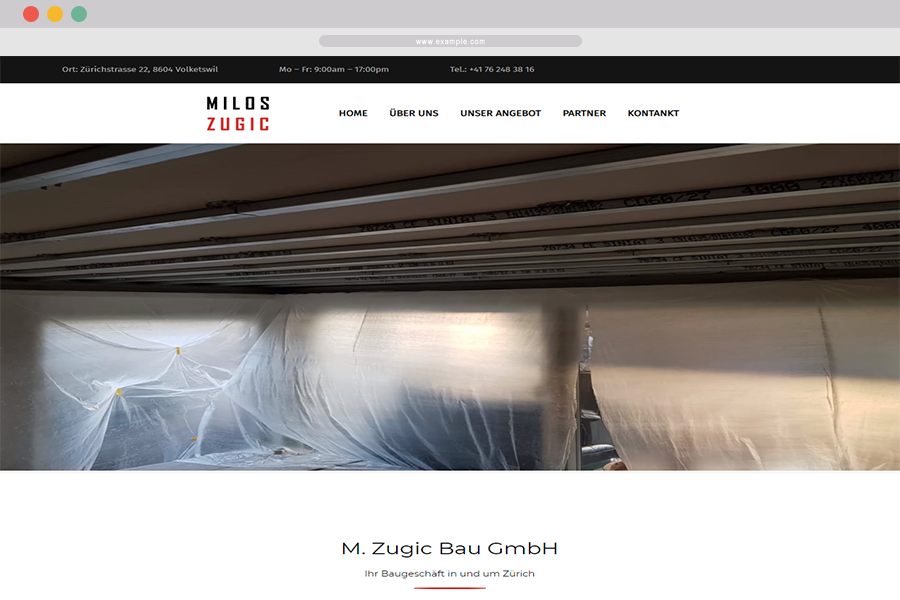 www.example.com
Ort: Zürichstrasse 22, 8604 Volketswil
Mo – Fr: 9:00am – 17:00pm
Tel.: +41 76 248 38 16
MILOS
ZUGIC
HOME
ÜBER UNS
UNSER ANGEBOT
PARTNER
KONTANKT
M. Zugic Bau GmbH
Ihr Baugeschäft in und um Zürich